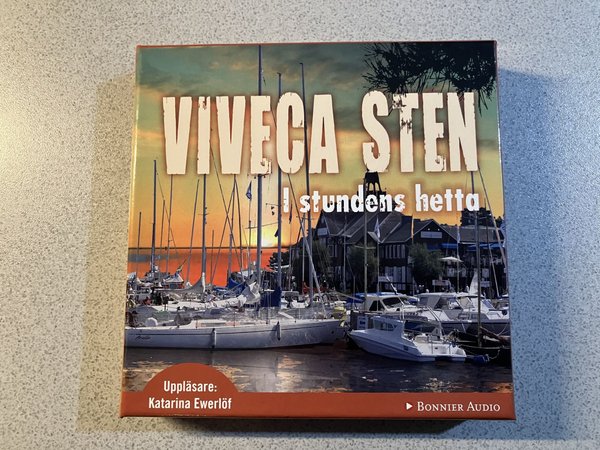 VIVECA STEN
I stundens hetta
Uppläsare:
Katarina Ewerlöf
BONNIER AUDIO